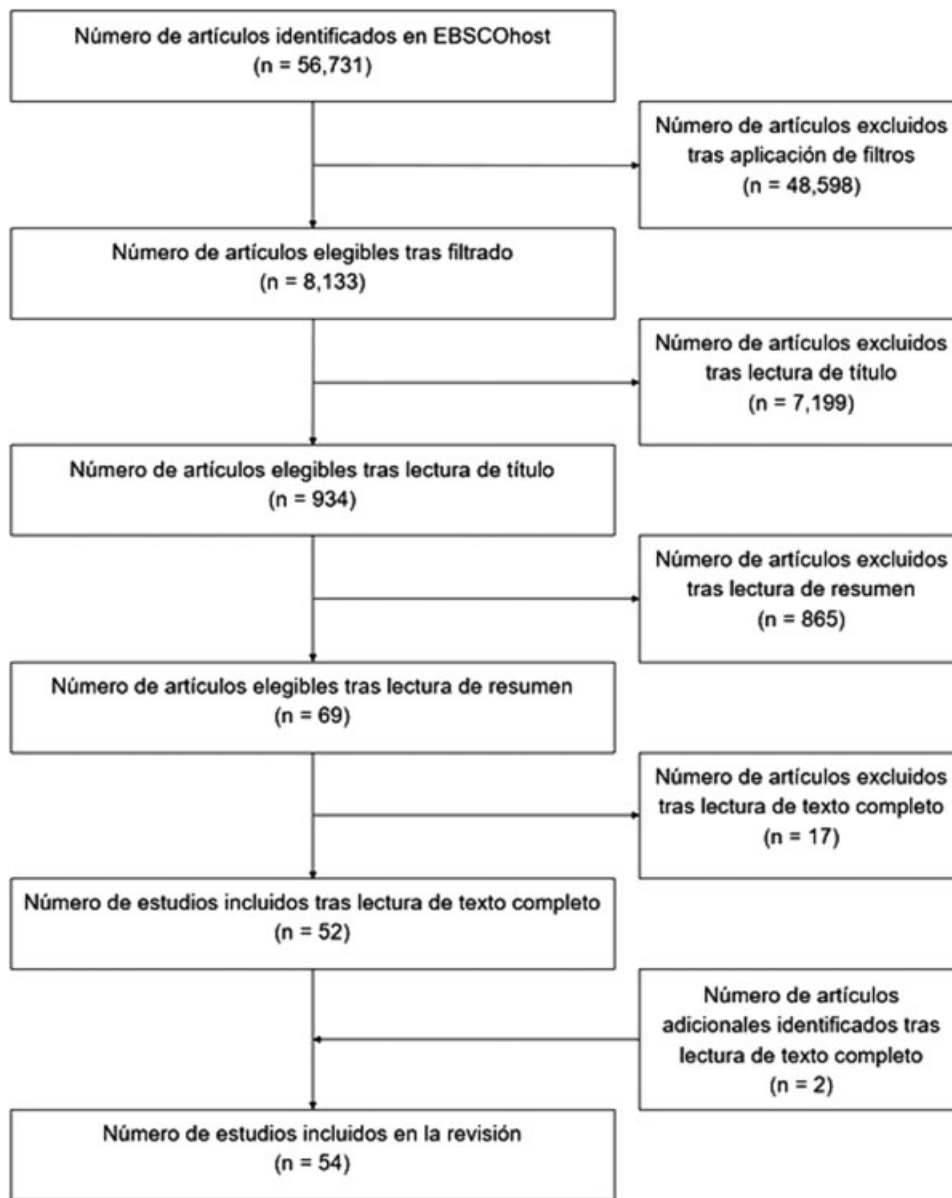 Número de artículos identificados en EBSCOhost
(n = 56,731)
Número de artículos excluidos
tras aplicación de filtros
(n = 48,598)
Número de artículos elegibles tras filtrado
(n = 8,133)
Número de artículos excluidos
tras lectura de título
(n = 7,199)
Número de artículos elegibles tras lectura de título
(n = 934)
Número de artículos excluidos
tras lectura de resumen
(n = 865)
Número de artículos elegibles tras lectura de resumen
(n = 69)
Número de artículos excluidos
tras lectura de texto completo
(n = 17)
Número de estudios incluidos tras lectura de texto completo
(n = 52)
Número de artículos
adicionales identificados tras
lectura de texto completo
(n = 2)
Número de estudios incluidos en la revisión
(n = 54)